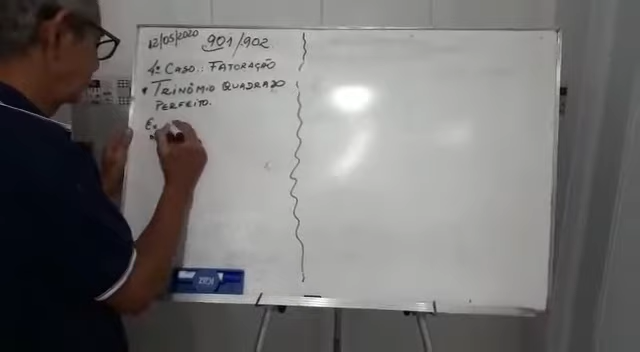 12/05/2020 901/902
4º CASO: FATORAÇÃO
• TRINÔMIO QUADRADO
PERFEITO.